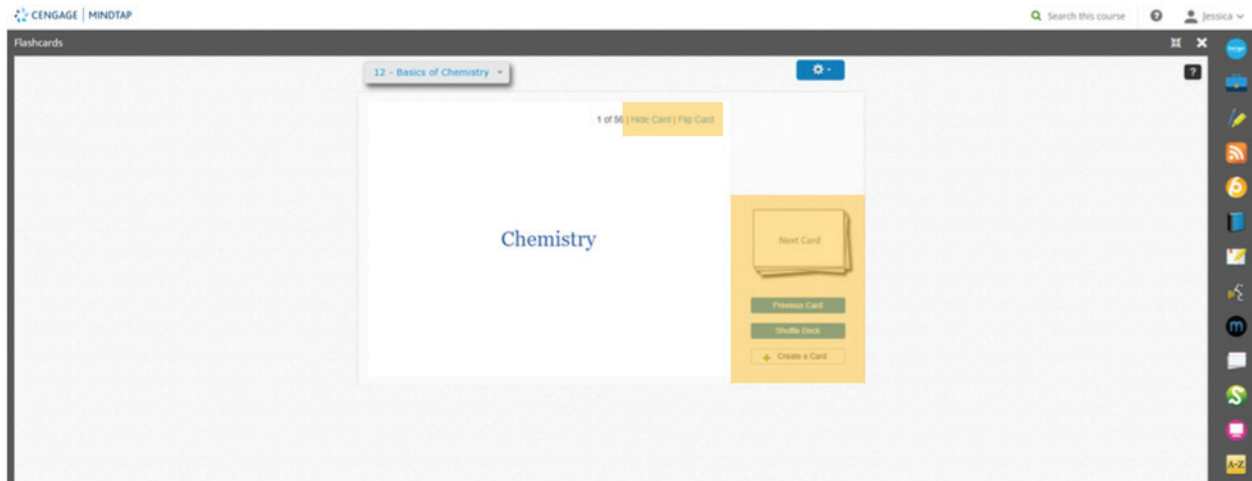 CENGAGE | MINDTAP
Search this course
Jessica
Flashcards
12 - Basics of Chemistry
?
1 of 56 | Hide Card | Flip Card
Chemistry
Next Card
Previous Card
Shuffle Deck
+ Create a Card
m
A-Z